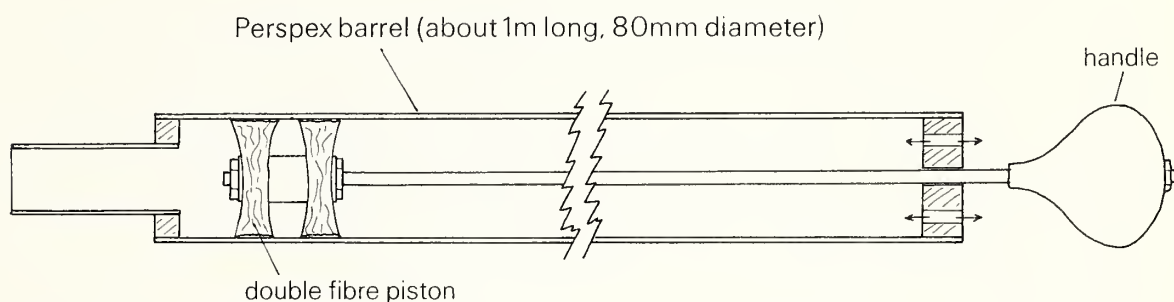 Perspex barrel (about 1m long, 80mm diameter)
handle
double fibre piston